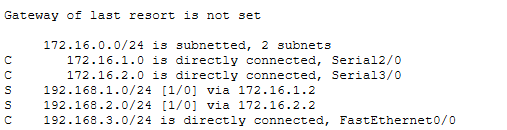 Gateway of last resort is not set
     172.16.0.0/24 is subnetted, 2 subnets
C       172.16.1.0 is directly connected, Serial2/0
C       172.16.2.0 is directly connected, Serial3/0
S    192.168.1.0/24 [1/0] via 172.16.1.2
S    192.168.2.0/24 [1/0] via 172.16.2.2
C    192.168.3.0/24 is directly connected, FastEthernet0/0